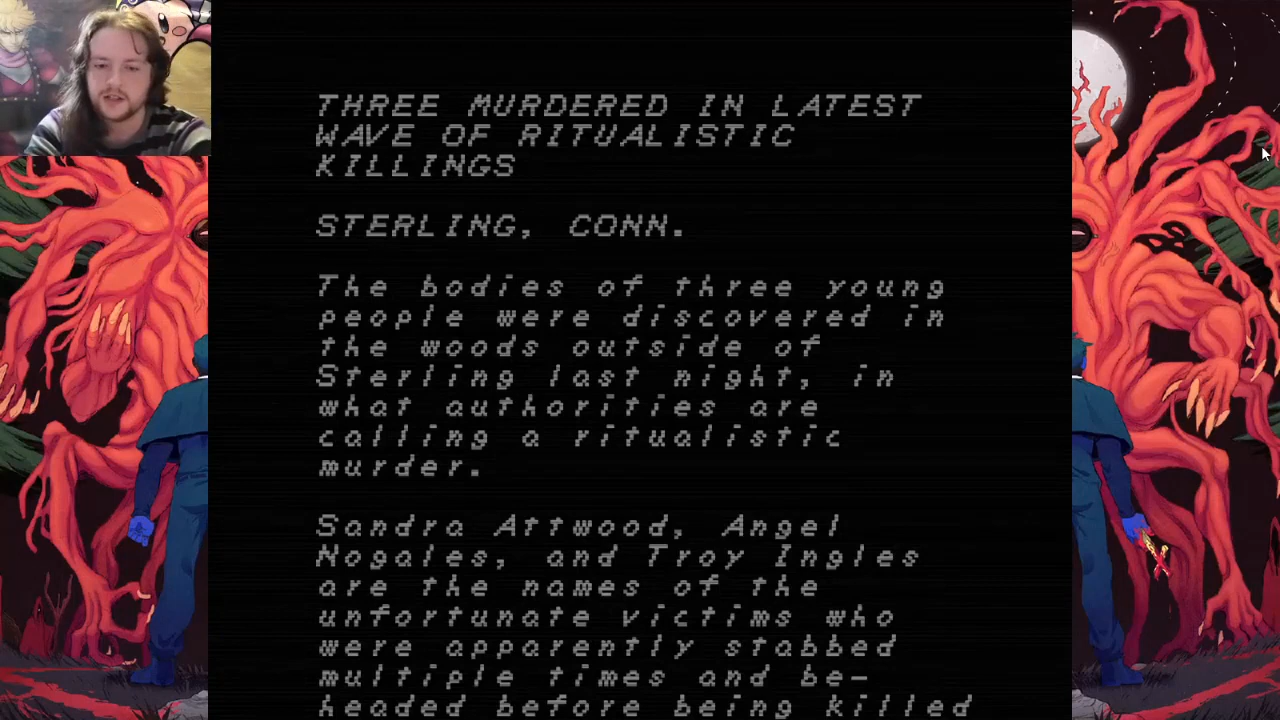 THREE MURDERED IN LATEST
WAVE OF RITUALISTIC
KILLINGS
STERLING, CONN.
The bodies of three young
people were discovered in
the woods outside of
Sterling last night, in
what authorities are
calling a ritualistic
murder.
Sandra Attwood, Angel
Nogales, and Troy Ingles
are the names of the
unfortunate victims who
were apparently stabbed
multiple times and be-
headed before being killed